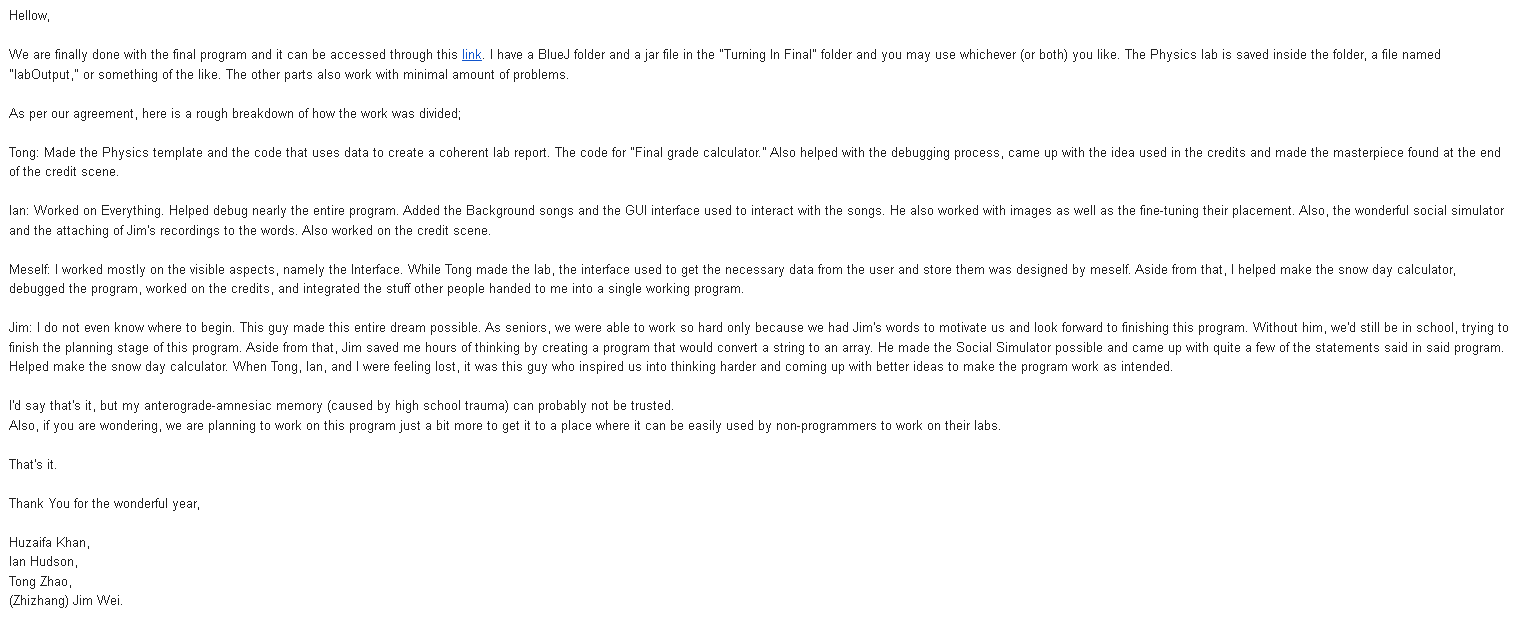 Hellow,
We are finally done with the final program and it can be accessed through this link. I have a BlueJ folder and a jar file in the "Turning In Final" folder and you may use whichever (or both) you like. The Physics lab is saved inside the folder, a file named
"labOutput," or something of the like. The other parts also work with minimal amount of problems.
As per our agreement, here is a rough breakdown of how the work was divided;
Tong: Made the Physics template and the code that uses data to create a coherent lab report. The code for "Final grade calculator." Also helped with the debugging process, came up with the idea used in the credits and made the masterpiece found at the end
of the credit scene.
Ian: Worked on Everything. Helped debug nearly the entire program. Added the Background songs and the GUI interface used to interact with the songs. He also worked with images as well as the fine-tuning their placement. Also, the wonderful social simulator
and the attaching of Jim's recordings to the words. Also worked on the credit scene.
Meself: I worked mostly on the visible aspects, namely the Interface. While Tong made the lab, the interface used to get the necessary data from the user and store them was designed by meself. Aside from that, I helped make the snow day calculator,
debugged the program, worked on the credits, and integrated the stuff other people handed to me into a single working program.
Jim: I do not even know where to begin. This guy made this entire dream possible. As seniors, we were able to work so hard only because we had Jim's words to motivate us and look forward to finishing this program. Without him, we'd still be in school, trying to
finish the planning stage of this program. Aside from that, Jim saved me hours of thinking by creating a program that would convert a string to an array. He made the Social Simulator possible and came up with quite a few of the statements said in said program.
Helped make the snow day calculator. When Tong, Ian, and I were feeling lost, it was this guy who inspired us into thinking harder and coming up with better ideas to make the program work as intended.
I'd say that's it, but my anterograde-amnesiac memory (caused by high school trauma) can probably not be trusted.
Also, if you are wondering, we are planning to work on this program just a bit more to get it to a place where it can be easily used by non-programmers to work on their labs.
That's it.
Thank You for the wonderful year,
Huzaifa Khan,
Ian Hudson,
Tong Zhao,
(Zhizhang) Jim Wei.